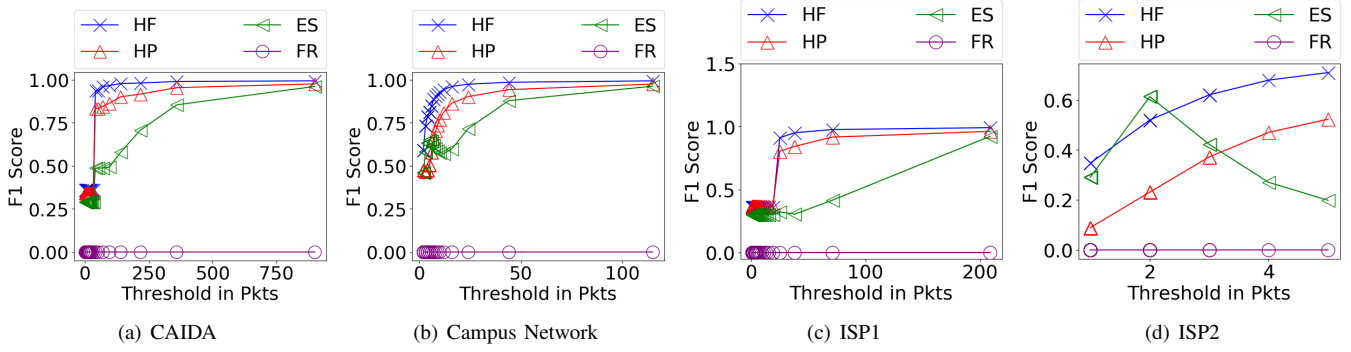 HF ES
HP FR
1.00
0.75
0.50
0.25
0.00
F1 Score
0 250 500 750
Threshold in Pkts
(a) CAIDA
HF ES
HP FR
1.00
0.75
0.50
0.25
0.00
F1 Score
0 50 100
Threshold in Pkts
(b) Campus Network
HF ES
HP FR
1.5
1.0
0.5
0.0
F1 Score
0 100 200
Threshold in Pkts
(c) ISP1
HF ES
HP FR
0.6
0.4
0.2
0.0
F1 Score
2 4
Threshold in Pkts
(d) ISP2